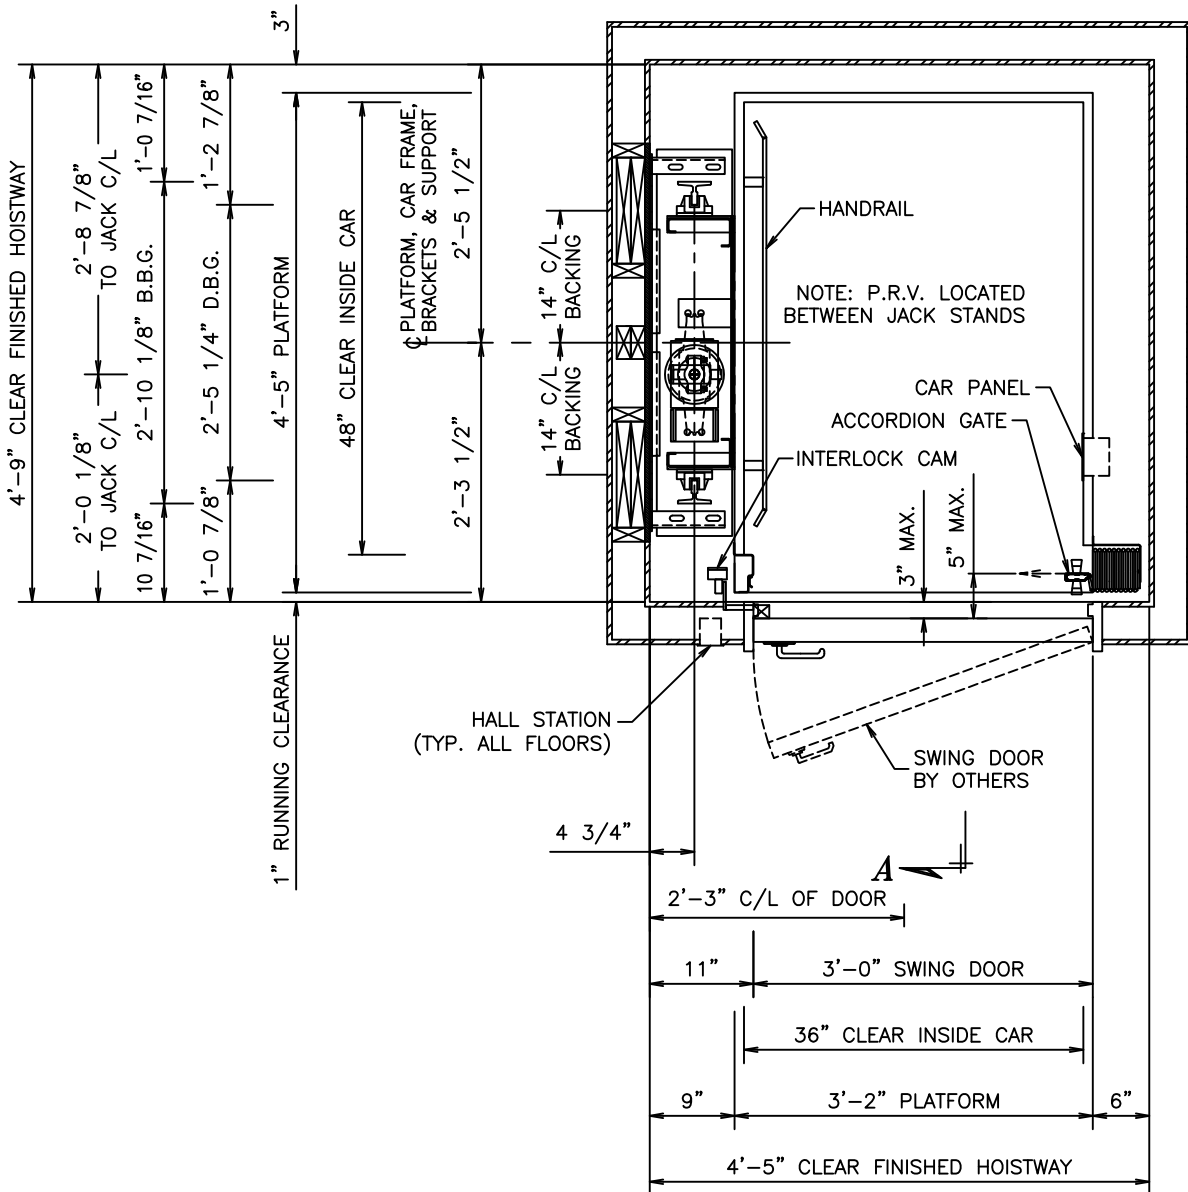 3"
4'-9" CLEAR FINISHED HOISTWAY
2'-8 7/8"
TO JACK C/L
2'-0 1/8"
TO JACK C/L
1'-0 7/16"
2'-10 1/8" B.B.G.
10 7/16"
1'-2 7/8"
2'-5 1/4" D.B.G.
1'-0 7/8"
4'-5" PLATFORM
1" RUNNING CLEARANCE
48" CLEAR INSIDE CAR
℄ PLATFORM, CAR FRAME,
BRACKETS & SUPPORT
2'-5 1/2"
2'-3 1/2"
14" C/L
BACKING
14" C/L
BACKING
HANDRAIL
NOTE: P.R.V. LOCATED
BETWEEN JACK STANDS
CAR PANEL
ACCORDION GATE
INTERLOCK CAM
3" MAX.
5" MAX.
HALL STATION
(TYP. ALL FLOORS)
SWING DOOR
BY OTHERS
4 3/4"
A
2'-3" C/L OF DOOR
11"
3'-0" SWING DOOR
36" CLEAR INSIDE CAR
9"
3'-2" PLATFORM
6"
4'-5" CLEAR FINISHED HOISTWAY